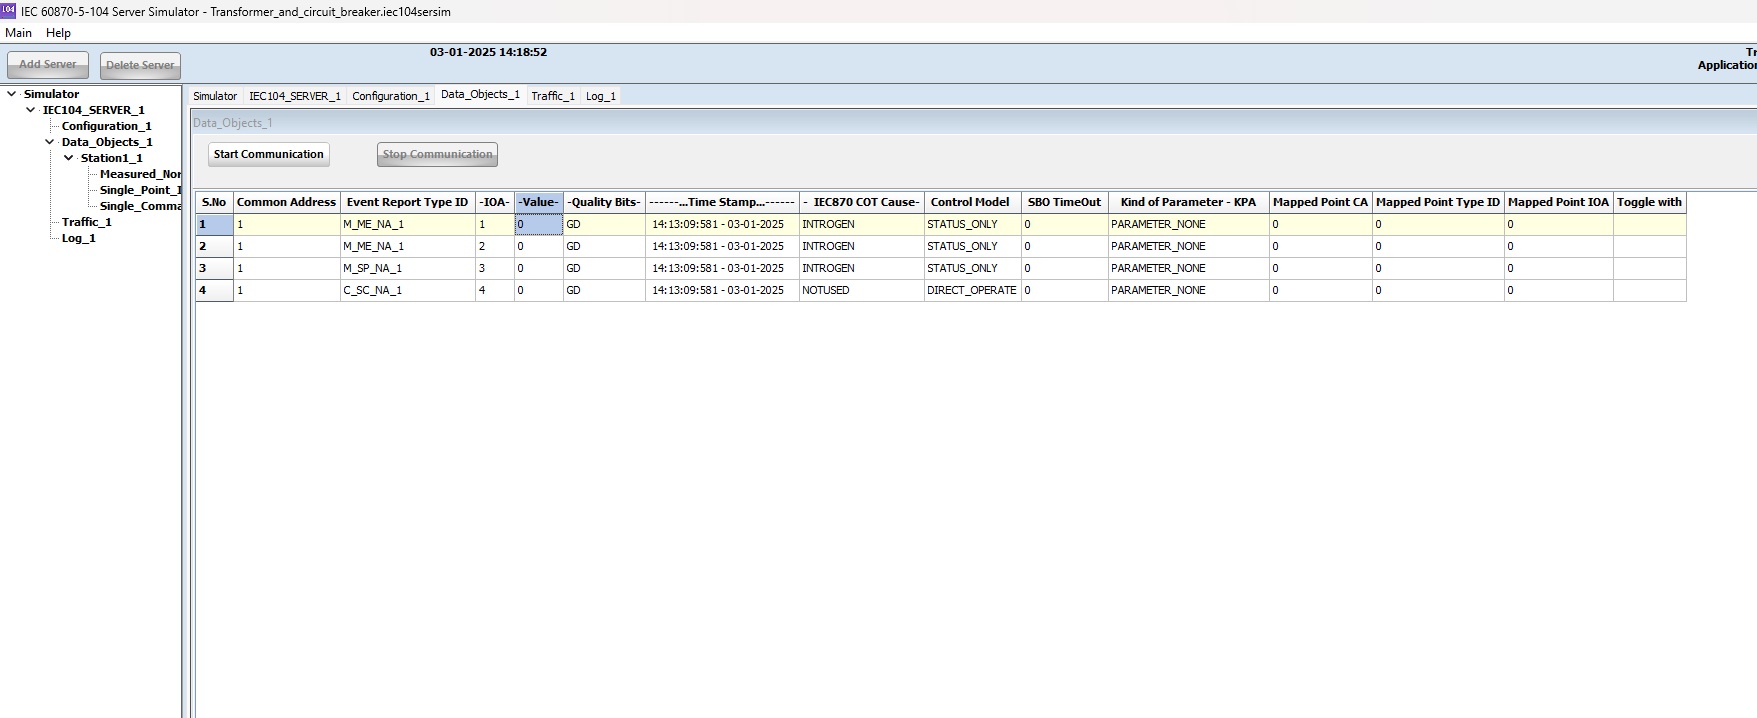 104 IEC 60870-5-104 Server Simulator - Transformer_and_circuit_breaker.iec104sersim
Main Help
Add Server Delete Server 03-01-2025 14:18:52 Tr
Application
Simulator
IEC104_SERVER_1
Configuration_1
Data_Objects_1
Station1_1
Measured_Nor
Single_Point_I
Single_Comma
Traffic_1
Log_1
Simulator IEC104_SERVER_1 Configuration_1 Data_Objects_1 Traffic_1 Log_1
Data_Objects_1
Start Communication Stop Communication
S.No Common Address Event Report Type ID -IOA- -Value- -Quality Bits- ------...Time Stamp...------ - IEC870 COT Cause- Control Model SBO TimeOut Kind of Parameter - KPA Mapped Point CA Mapped Point Type ID Mapped Point IOA Toggle with
1 1 M_ME_NA_1 1 0 GD 14:13:09:581 - 03-01-2025 INTROGEN STATUS_ONLY 0 PARAMETER_NONE 0 0 0
2 1 M_ME_NA_1 2 0 GD 14:13:09:581 - 03-01-2025 INTROGEN STATUS_ONLY 0 PARAMETER_NONE 0 0 0
3 1 M_SP_NA_1 3 0 GD 14:13:09:581 - 03-01-2025 INTROGEN STATUS_ONLY 0 PARAMETER_NONE 0 0 0
4 1 C_SC_NA_1 4 0 GD 14:13:09:581 - 03-01-2025 NOTUSED DIRECT_OPERATE 0 PARAMETER_NONE 0 0 0